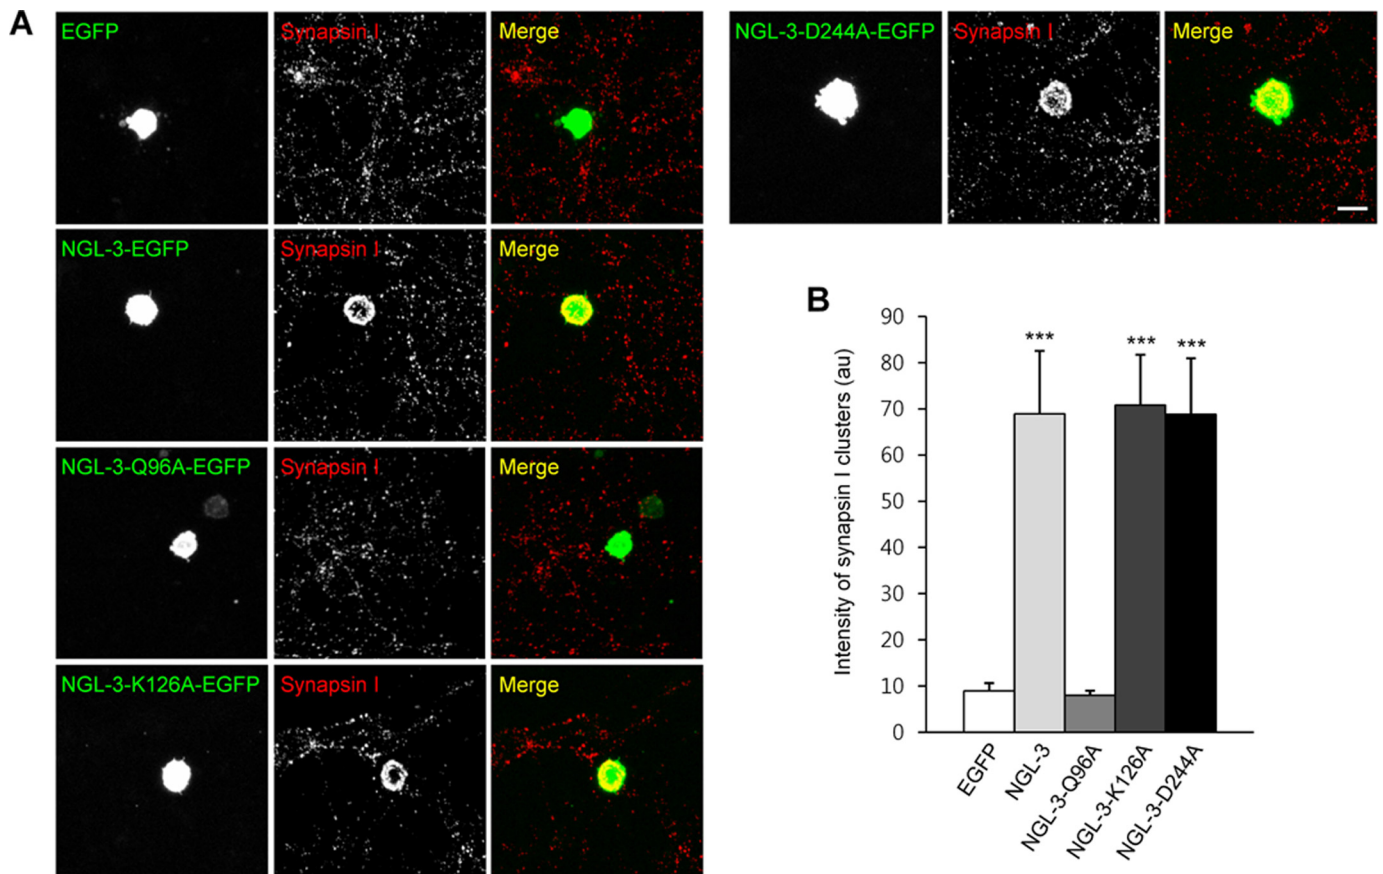 A
EGFP
Synapsin I
Merge
NGL-3-D244A-EGFP
Synapsin I
Merge
NGL-3-EGFP
Synapsin I
Merge
NGL-3-Q96A-EGFP
Synapsin I
Merge
NGL-3-K126A-EGFP
Synapsin I
Merge
B
Intensity of synapsin I clusters (au)
90
80
70
60
50
40
30
20
10
0
***
***
***
EGFP
NGL-3
NGL-3-Q96A
NGL-3-K126A
NGL-3-D244A